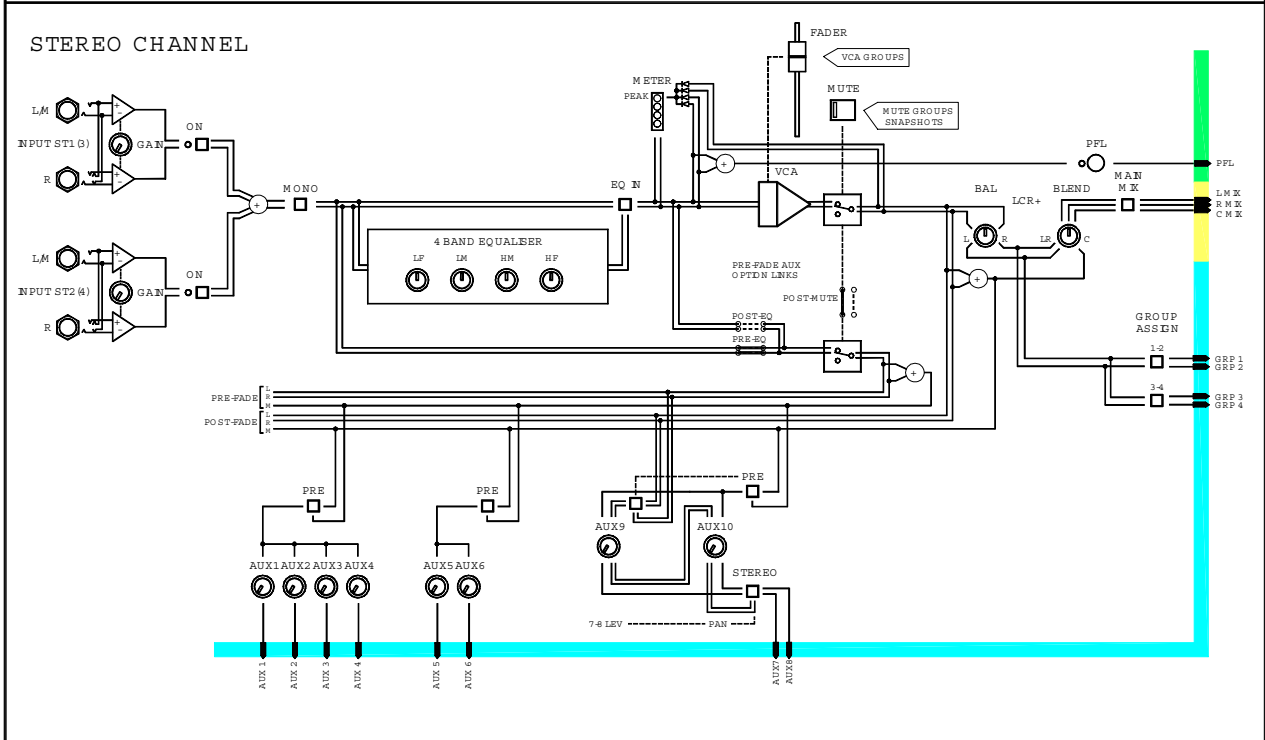 STEREO CHANNEL
FADER
VCA GROUPS
METER
PEAK
MUTE
MUTE GROUPS
SNAPSHOTS
L/M
INPUT ST1 (3)
GAIN
R
ON
MONO
EQ IN
VCA
PFL
PFL
MAIN
MIX
BAL
LCR+
BLEND
L MIX
R MIX
C MIX
L
R
LR
C
4 BAND EQUALISER
LF
LM
HM
HF
L/M
INPUT ST2 (4)
GAIN
R
ON
PRE-FADE AUX
OPTION LINKS
POST-MUTE
POST-EQ
PRE-EQ
GROUP
ASSIGN
1-2
GRP 1
GRP 2
3-4
GRP 3
GRP 4
PRE-FADE
L
R
M
POST-FADE
L
R
M
PRE
PRE
PRE
AUX9
AUX10
AUX1
AUX2
AUX3
AUX4
AUX5
AUX6
STEREO
7-8 LEV
PAN
AUX 1
AUX 2
AUX 3
AUX 4
AUX 5
AUX 6
AUX7
AUX8
+
-
+
-
+
-
+
-
+
+
+
+